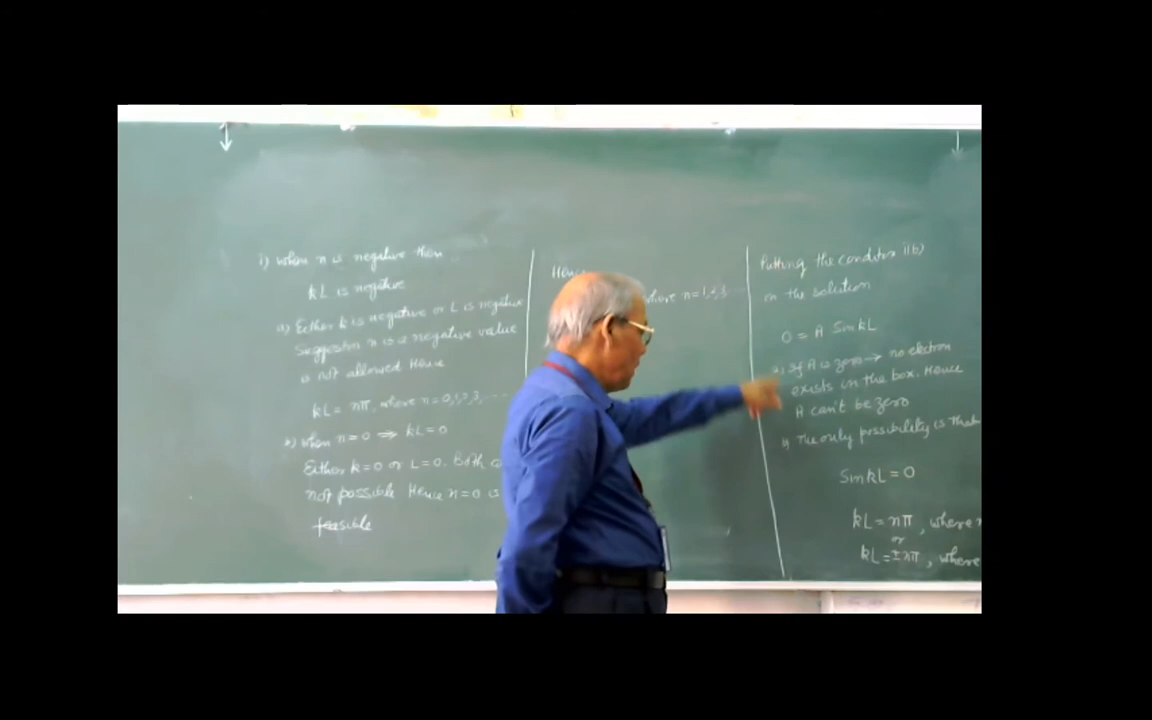 i) when n is negative then
kL is negative
a) Either k is negative or L is negative
Suggestin n is a negative value
is not allowed Hence
kL = nπ, where n = 0,1,2,3, ...
b) when n = 0 ⇒ kL = 0
Either k = 0 or L = 0. Both
not possible Hence n = 0 is
feasible
Hence
where n = 1,2,3 ...
Putting the condition ii b)
on the solution
0 = A Sin kL
a) If A is zero → no electron
exists in the box. Hence
A can't be zero
b) The only possibility is that
Sin kL = 0
kL = nπ, where
or
kL = ±nπ, where